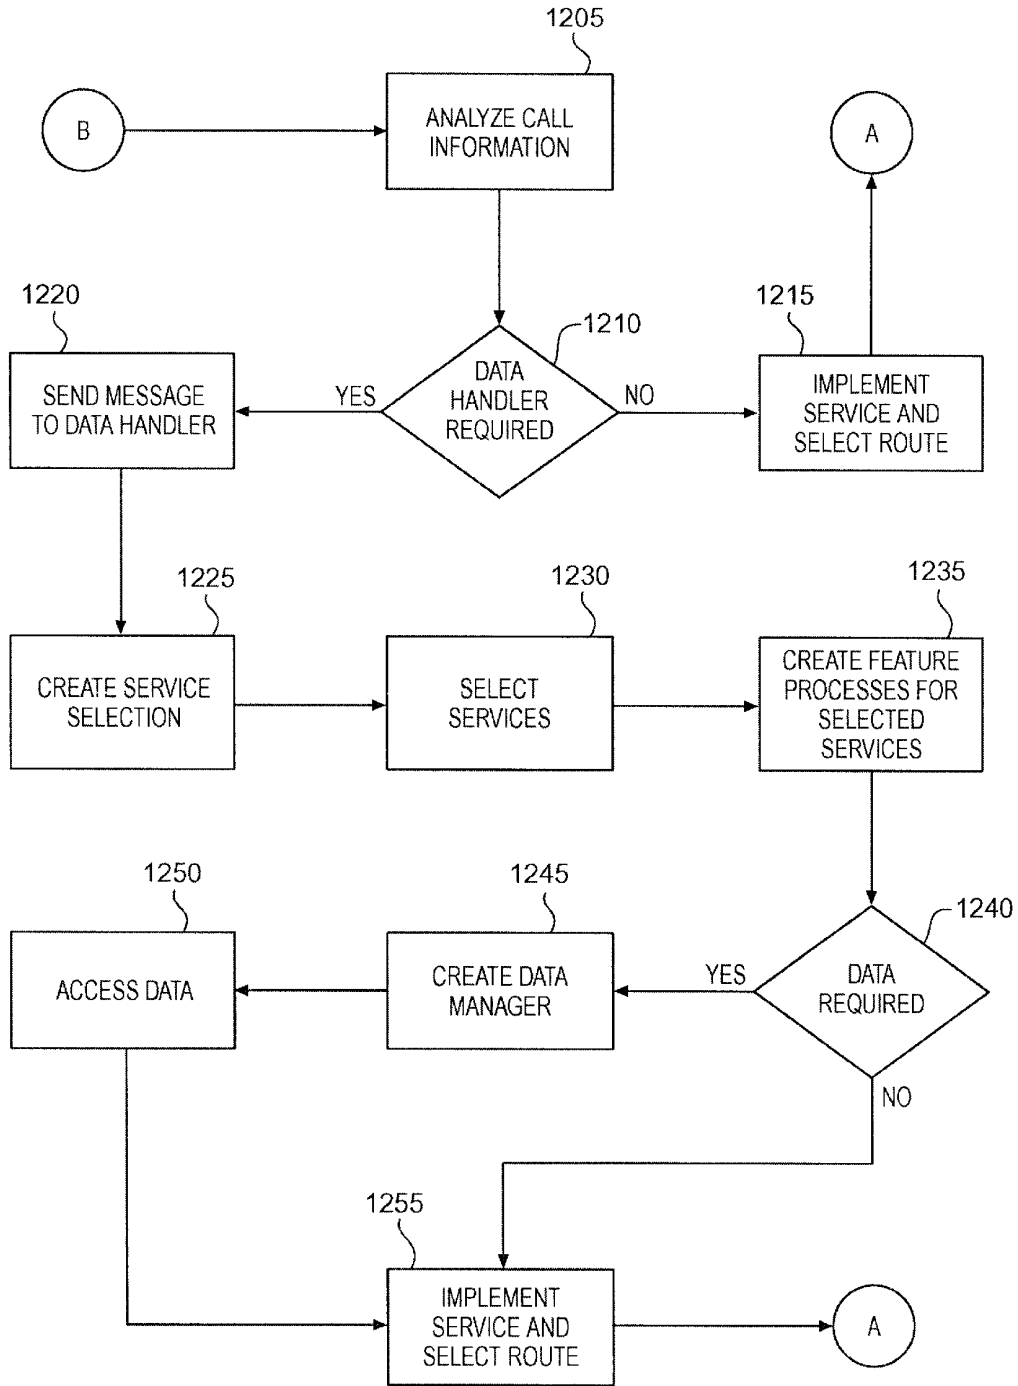 1205
B
ANALYZE CALL
INFORMATION
A
1220
1210
1215
SEND MESSAGE
TO DATA HANDLER
YES
DATA
HANDLER
REQUIRED
NO
IMPLEMENT
SERVICE AND
SELECT ROUTE
1225
1230
1235
CREATE SERVICE
SELECTION
SELECT
SERVICES
CREATE FEATURE
PROCESSES FOR
SELECTED
SERVICES
1250
1245
1240
ACCESS DATA
CREATE DATA
MANAGER
YES
DATA
REQUIRED
NO
1255
IMPLEMENT
SERVICE AND
SELECT ROUTE
A